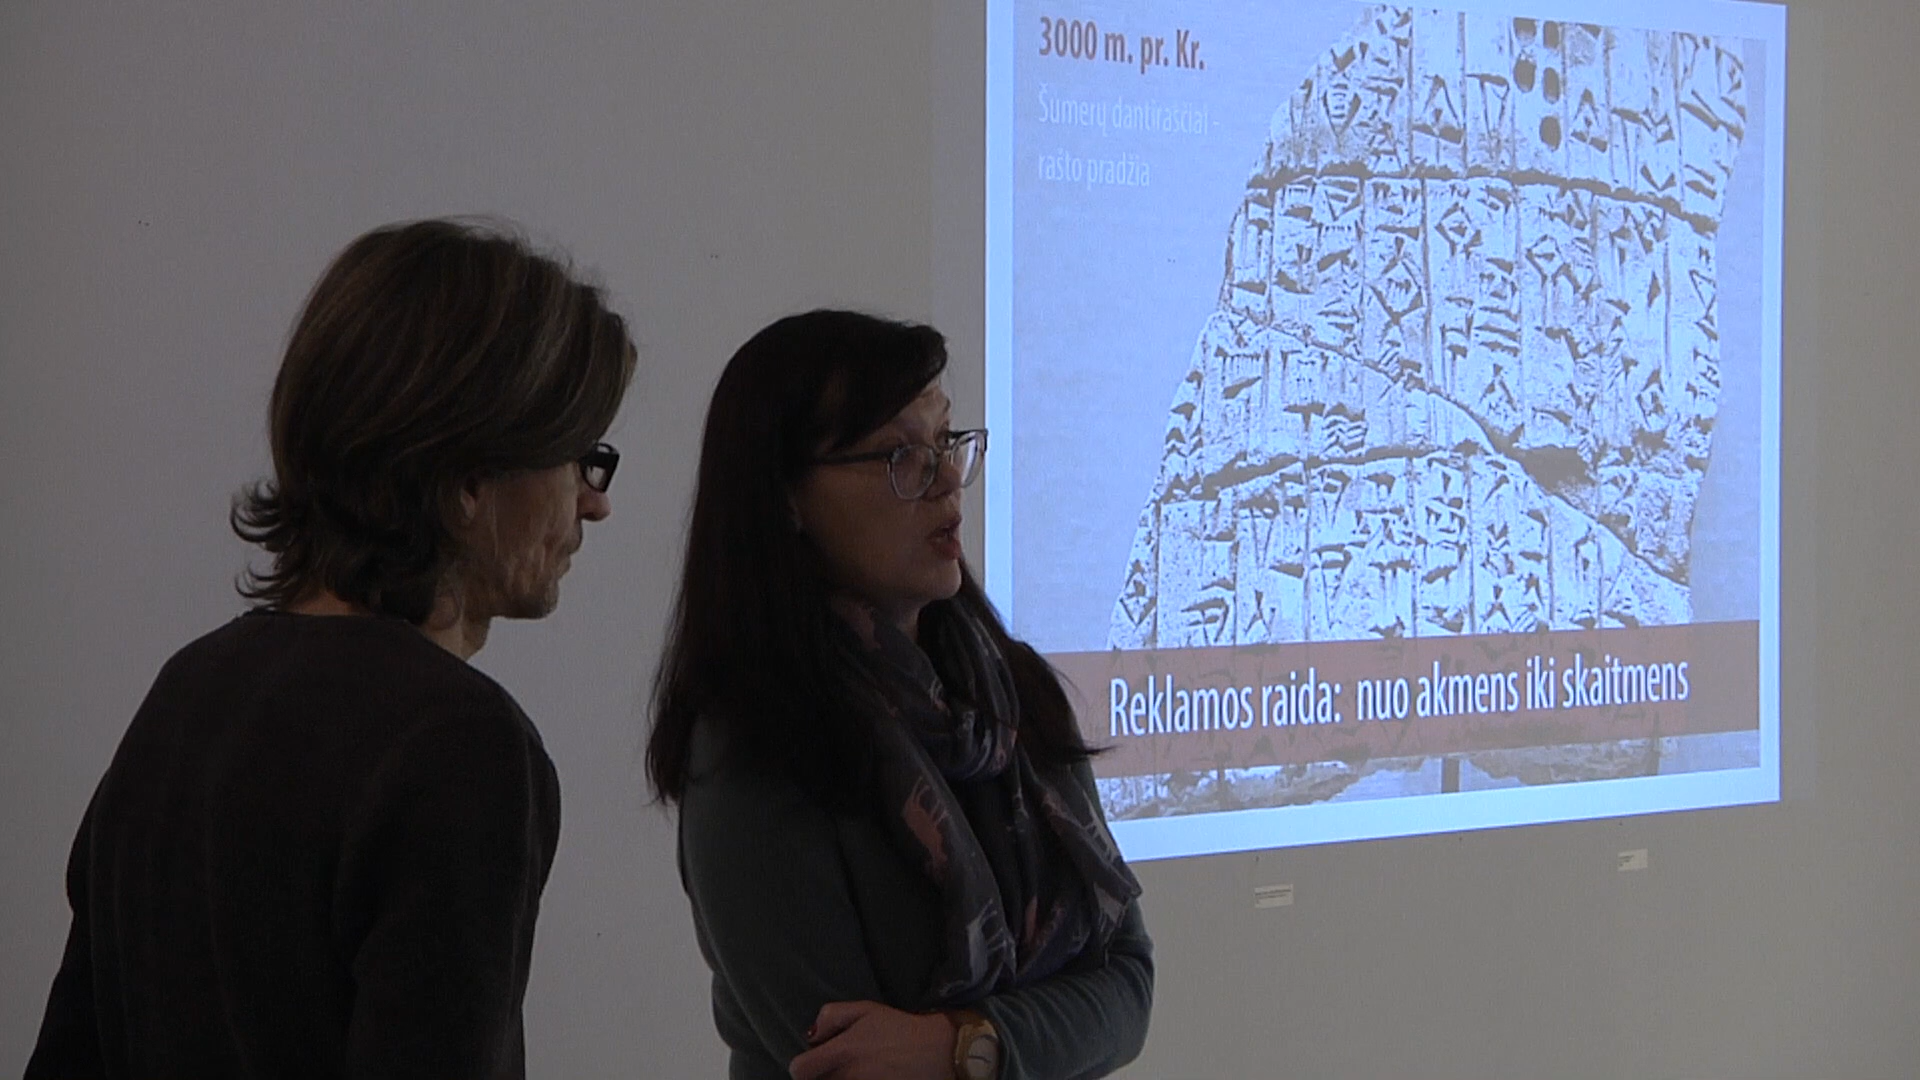 3000 m. pr. Kr.
Šumerų dantiraščiai -
rašto pradžia
Reklamos raida: nuo akmens iki skaitmens